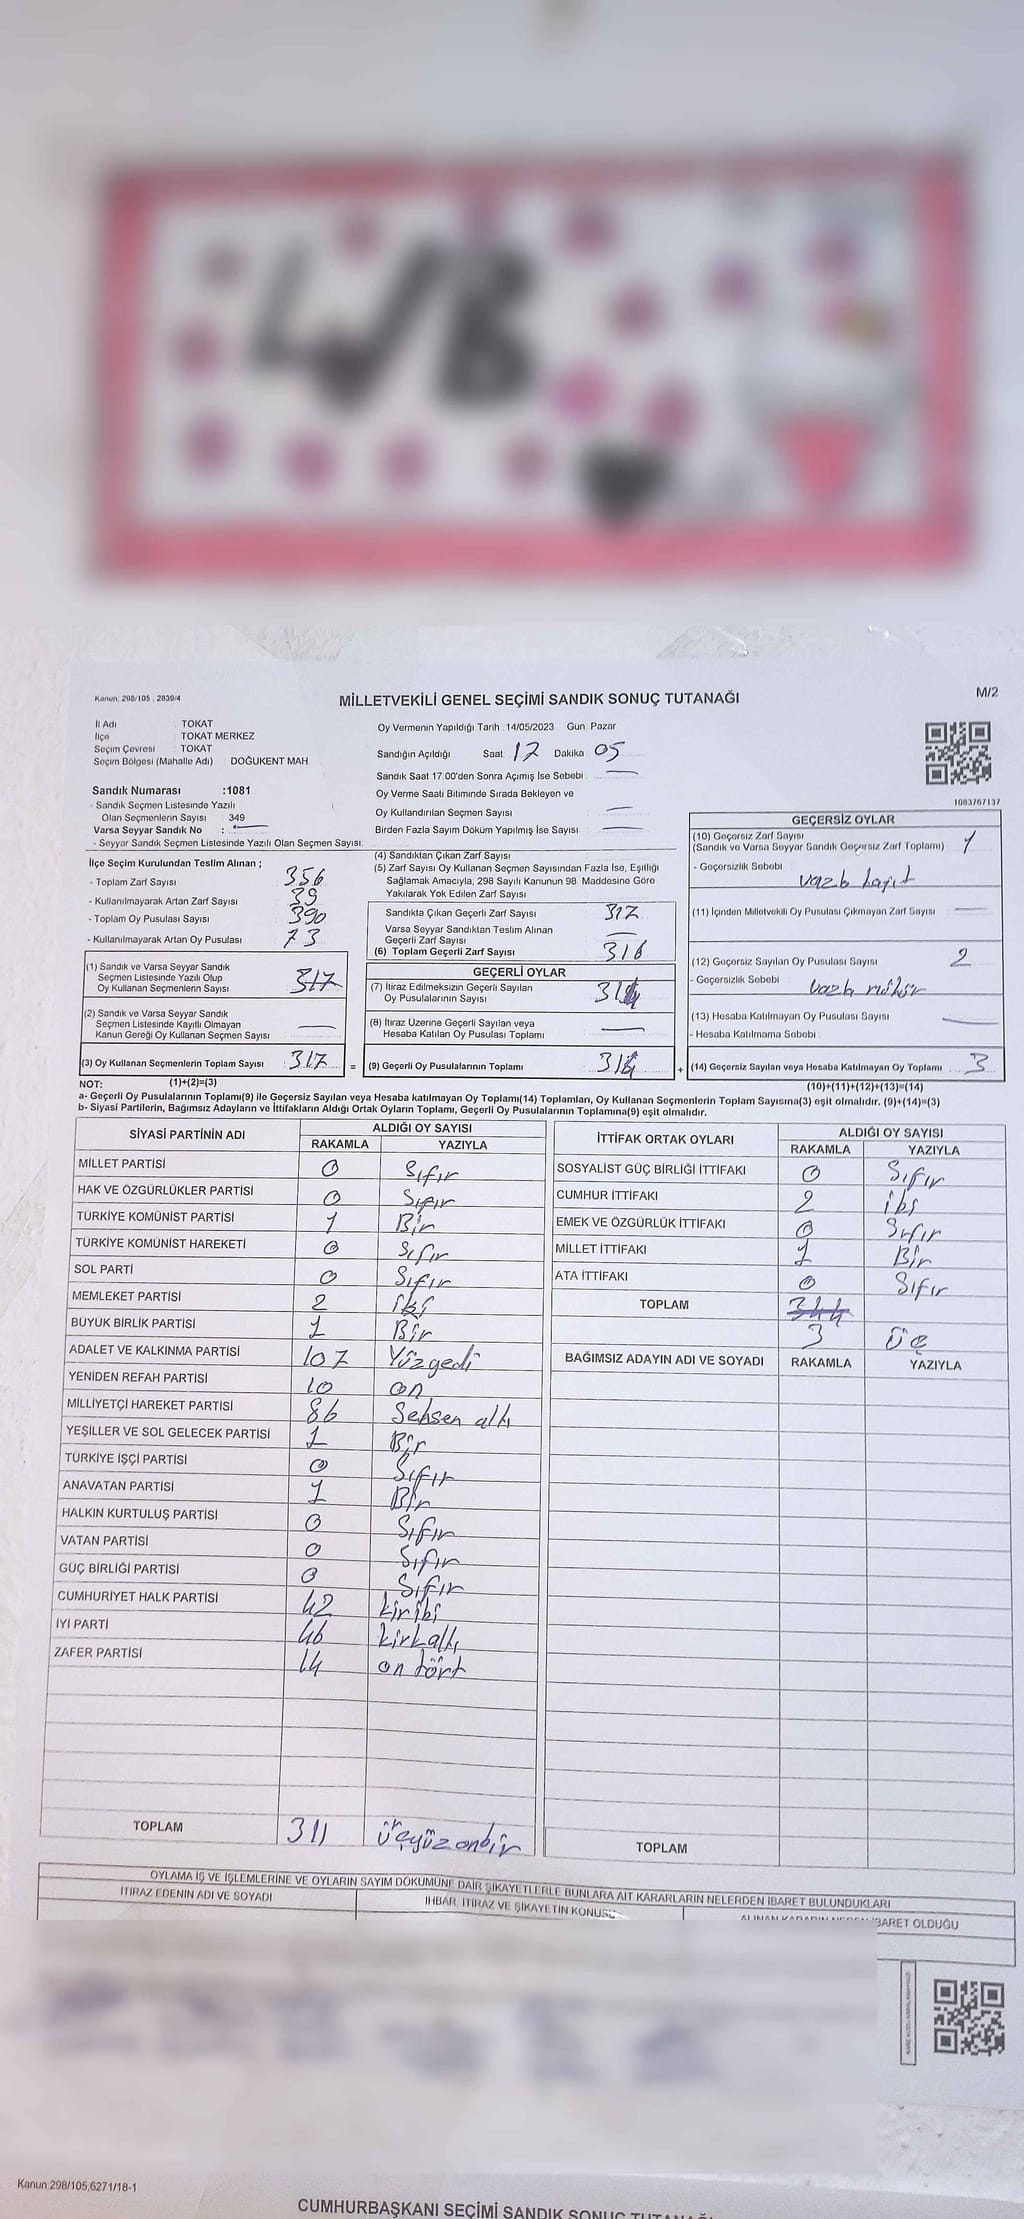 4/B
Kanun: 298/105 , 2839/4
MİLLETVEKİLİ GENEL SEÇİMİ SANDIK SONUÇ TUTANAĞI
M/2
İl Adı TOKAT
İlçe TOKAT MERKEZ
Seçim Çevresi : TOKAT
Seçim Bölgesi (Mahalle Adı) DOĞUKENT MAH
Oy Vermenin Yapıldığı Tarih 14/05/2023 Gün Pazar
Sandığın Açıldığı Saat 17 Dakika 05
Sandık Saat 17:00'den Sonra Açımış İse Sebebi
Oy Verme Saati Bitiminde Sırada Bekleyen ve
Oy Kullandırılan Seçmen Sayısı
Birden Fazla Sayım Döküm Yapılmış İse Sayısı
1083767137
Sandık Numarası :1081
- Sandık Seçmen Listesinde Yazılı
Olan Seçmenlerin Sayısı 349
Varsa Seyyar Sandık No :
- Seyyar Sandık Seçmen Listesinde Yazılı Olan Seçmen Sayısı
İlçe Seçim Kurulundan Teslim Alınan ;
- Toplam Zarf Sayısı 356
- Kullanılmayarak Artan Zarf Sayısı 39
- Toplam Oy Pusulası Sayısı 390
- Kullanılmayarak Artan Oy Pusulası 73
(1) Sandık ve Varsa Seyyar Sandık
Seçmen Listesinde Yazılı Olup
Oy Kullanan Seçmenlerin Sayısı 317
(2) Sandık ve Varsa Seyyar Sandık
Seçmen Listesinde Kayıtlı Olmayan
Kanun Gereği Oy Kullanan Seçmen Sayısı
(3) Oy Kullanan Seçmenlerin Toplam Sayısı 317 =
(4) Sandıktan Çıkan Zarf Sayısı
(5) Zarf Sayısı Oy Kullanan Seçmen Sayısından Fazla İse, Eşitliği
Sağlamak Amacıyla, 298 Sayılı Kanunun 98 Maddesine Göre
Yakılarak Yok Edilen Zarf Sayısı
Sandıkta Çıkan Geçerli Zarf Sayısı 317
Varsa Seyyar Sandıktan Teslim Alınan
Geçerli Zarf Sayısı
(6) Toplam Geçerli Zarf Sayısı 316
GEÇERLİ OYLAR
(7) İtiraz Edilmeksizin Geçerli Sayılan
Oy Pusulalarının Sayısı 314
(8) İtiraz Üzerine Geçerli Sayılan veya
Hesaba Katılan Oy Pusulası Toplamı
(9) Geçerli Oy Pusulalarının Toplamı 314 +
GEÇERSİZ OYLAR
(10) Geçersiz Zarf Sayısı
(Sandık ve Varsa Seyyar Sandık Geçersiz Zarf Toplamı) 1
- Geçersizlik Sebebi
(11) İçinden Milletvekili Oy Pusulası Çıkmayan Zarf Sayısı
(12) Geçersiz Sayılan Oy Pusulası Sayısı 2
- Geçersizlik Sebebi
(13) Hesaba Katılmayan Oy Pusulası Sayısı
- Hesaba Katılmama Sebebi
(14) Geçersiz Sayılan veya Hesaba Katılmayan Oy Toplamı 3
NOT: (1)+(2)=(3)
(10)+(11)+(12)+(13)=(14)
a- Geçerli Oy Pusulalarının Toplamı(9) ile Geçersiz Sayılan veya Hesaba katılmayan Oy Toplamı(14) Toplamları, Oy Kullanan Seçmenlerin Toplam Sayısına(3) eşit olmalıdır. (9)+(14)=(3)
b- Siyasi Partilerin, Bağımsız Adayların ve İttifakların Aldığı Ortak Oyların Toplamı, Geçerli Oy Pusulalarının Toplamına(9) eşit olmalıdır.
SİYASİ PARTİNİN ADI ALDIĞI OY SAYISI
RAKAMLA YAZIYLA
MİLLET PARTİSİ 0 Sıfır
HAK VE ÖZGÜRLÜKLER PARTİSİ 0 Sıfır
TÜRKİYE KOMÜNİST PARTİSİ 1 Bir
TÜRKİYE KOMÜNİST HAREKETİ 0 Sıfır
SOL PARTİ 0 Sıfır
MEMLEKET PARTİSİ 2 iki
BÜYÜK BİRLİK PARTİSİ 1 Bir
ADALET VE KALKINMA PARTİSİ 107 Yüzyedi
YENİDEN REFAH PARTİSİ 10 on
MİLLİYETÇİ HAREKET PARTİSİ 86 Seksen altı
YEŞİLLER VE SOL GELECEK PARTİSİ 1 Bir
TÜRKİYE İŞÇİ PARTİSİ 0 Sıfır
ANAVATAN PARTİSİ 1 Bir
HALKIN KURTULUŞ PARTİSİ 0 Sıfır
VATAN PARTİSİ 0 Sıfır
GÜÇ BİRLİĞİ PARTİSİ 0 Sıfır
CUMHURİYET HALK PARTİSİ 42 kiriki
İYİ PARTİ 46 kirkaltı
ZAFER PARTİSİ 14 on dört
TOPLAM 311 üçyüzonbir
İTTİFAK ORTAK OYLARI ALDIĞI OY SAYISI
RAKAMLA YAZIYLA
SOSYALİST GÜÇ BİRLİĞİ İTTİFAKI 0 Sıfır
CUMHUR İTTİFAKI 2 iki
EMEK VE ÖZGÜRLÜK İTTİFAKI 0 Sıfır
MİLLET İTTİFAKI 1 Bir
ATA İTTİFAKI 0 Sıfır
TOPLAM 344
3 üç
BAĞIMSIZ ADAYIN ADI VE SOYADI RAKAMLA YAZIYLA
TOPLAM
OYLAMA İŞ VE İŞLEMLERİNE VE OYLARIN SAYIM DÖKÜMÜNE DAİR ŞİKAYETLERLE BUNLARA AİT KARARLARIN NELERDEN İBARET BULUNDUKLARI
İTİRAZ EDENİN ADI VE SOYADI İHBAR, İTİRAZ VE ŞİKAYETİN KONUSU ALINAN KARARIN NEDEN İBARET OLDUĞU
Kanun,298/105,6271/18-1
CUMHURBAŞKANI SEÇİMİ SANDIK SONUÇ TUTANAĞI